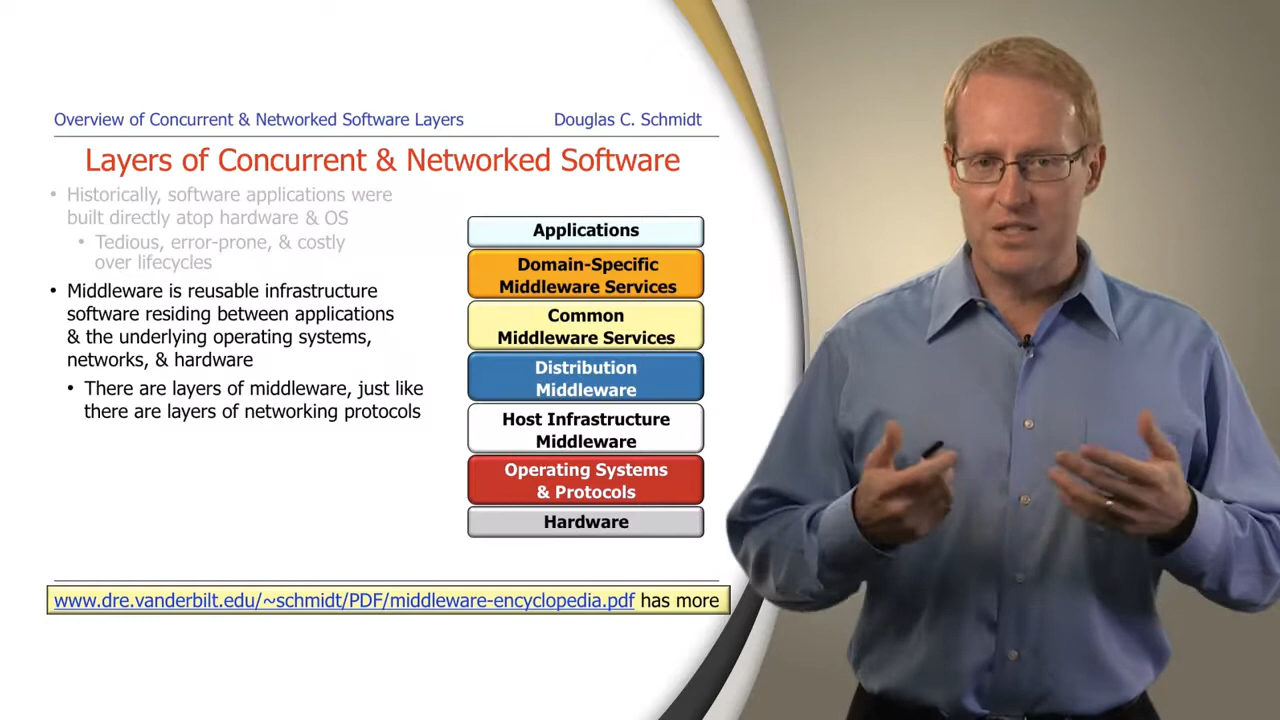 Overview of Concurrent & Networked Software Layers Douglas C. Schmidt
Layers of Concurrent & Networked Software
• Historically, software applications were
built directly atop hardware & OS
• Tedious, error-prone, & costly
over lifecycles
• Middleware is reusable infrastructure
software residing between applications
& the underlying operating systems,
networks, & hardware
• There are layers of middleware, just like
there are layers of networking protocols
Applications
Domain-Specific
Middleware Services
Common
Middleware Services
Distribution
Middleware
Host Infrastructure
Middleware
Operating Systems
& Protocols
Hardware
www.dre.vanderbilt.edu/~schmidt/PDF/middleware-encyclopedia.pdf has more